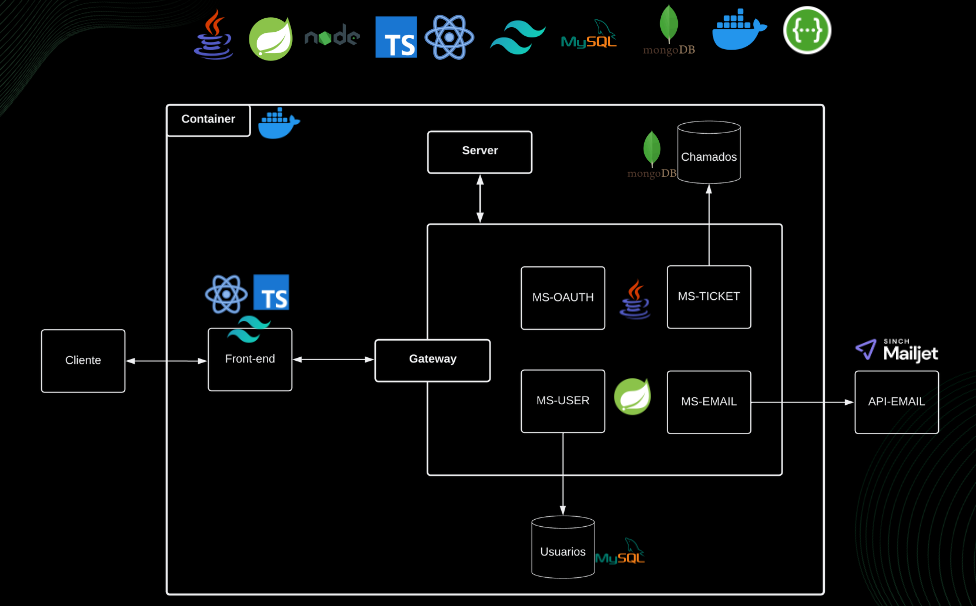 node
TS
MySQL
mongoDB
Container
Server
mongoDB
Chamados
TS
MS-OAUTH
MS-TICKET
Cliente
Front-end
Gateway
SINCH
Mailjet
MS-USER
MS-EMAIL
API-EMAIL
Usuarios
MySQL